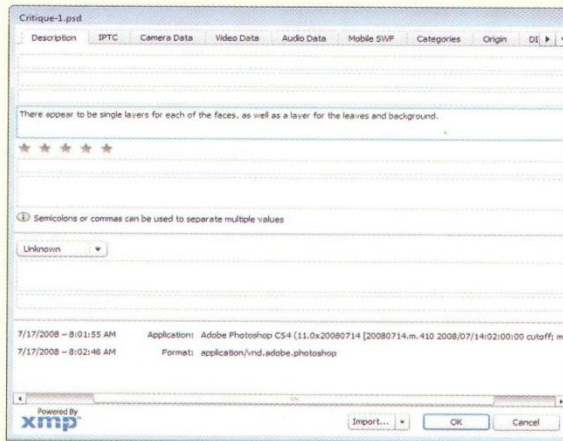 Critique-1.psd
Description IPTC Camera Data Video Data Audio Data Mobile SWF Categories Origin DI
There appear to be single layers for each of the faces, as well as a layer for the leaves and background.
Semicolons or commas can be used to separate multiple values
Unknown
7/17/2008 – 8:01:55 AM Application: Adobe Photoshop CS4 (11.0x20080714 [20080714.m.410 2008/07/14:02:00:00 cutoff; m
7/17/2008 – 8:02:48 AM Format: application/vnd.adobe.photoshop
Powered By
xmp
Import... OK Cancel